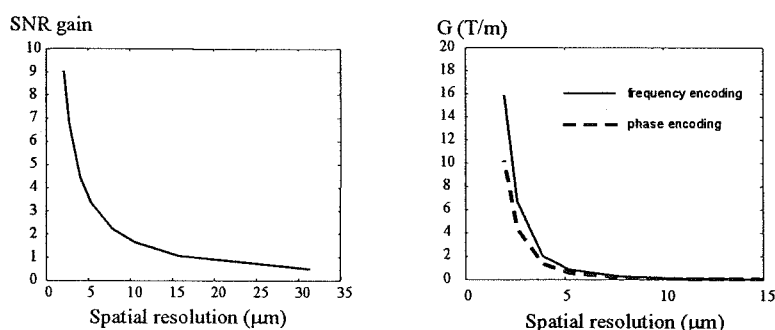 SNR gain
10
9
8
7
6
5
4
3
2
1
0
0 5 10 15 20 25 30 35
Spatial resolution (μm)
G (T/m)
20
18
16
14
12
10
8
6
4
2
0
0 5 10 15
frequency encoding
phase encoding
Spatial resolution (μm)